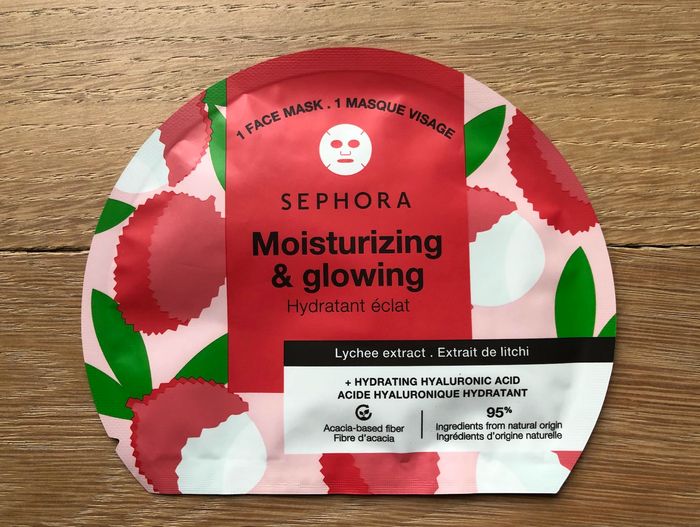 1 FACE MASK . 1 MASQUE VISAGE
SEPHORA
Moisturizing
& glowing
Hydratant éclat
Lychee extract . Extrait de litchi
+ HYDRATING HYALURONIC ACID
ACIDE HYALURONIQUE HYDRATANT
Acacia-based fiber
Fibre d'acacia
95%
Ingredients from natural origin
Ingrédients d'origine naturelle